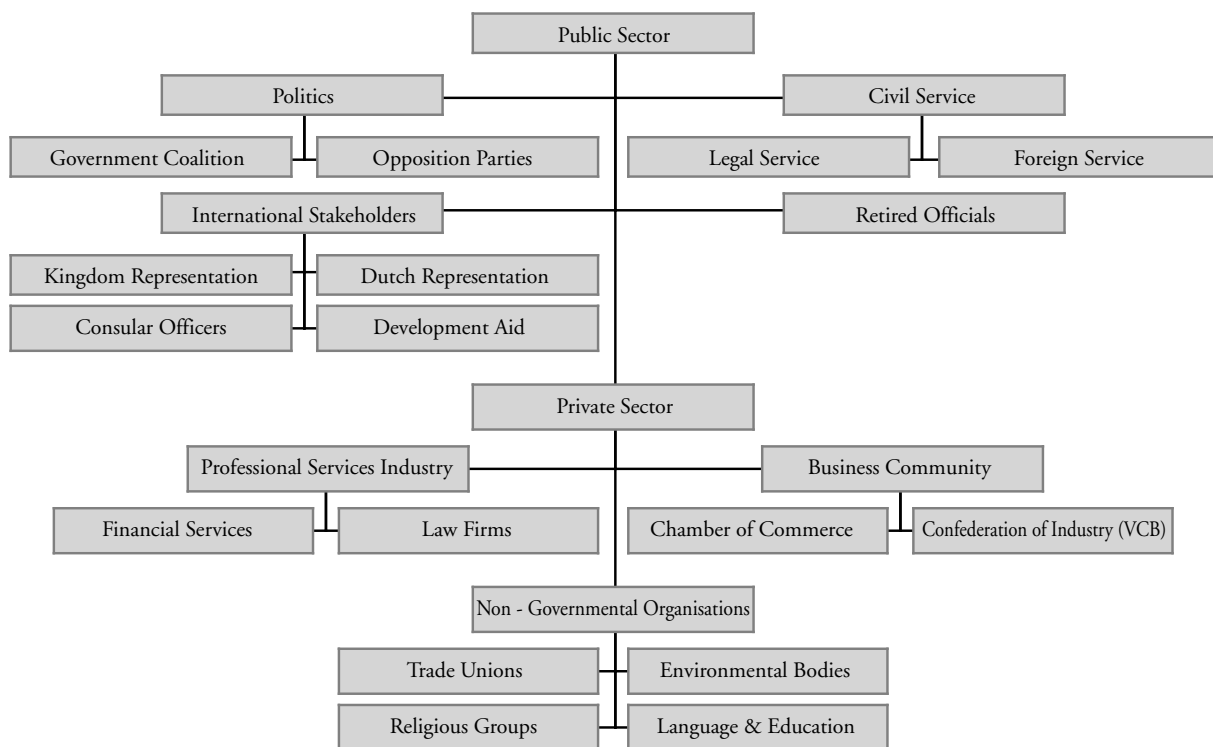 Public Sector
Politics
Civil Service
Government Coalition
Opposition Parties
Legal Service
Foreign Service
International Stakeholders
Retired Officials
Kingdom Representation
Dutch Representation
Consular Officers
Development Aid
Private Sector
Professional Services Industry
Business Community
Financial Services
Law Firms
Chamber of Commerce
Confederation of Industry (VCB)
Non - Governmental Organisations
Trade Unions
Environmental Bodies
Religious Groups
Language & Education